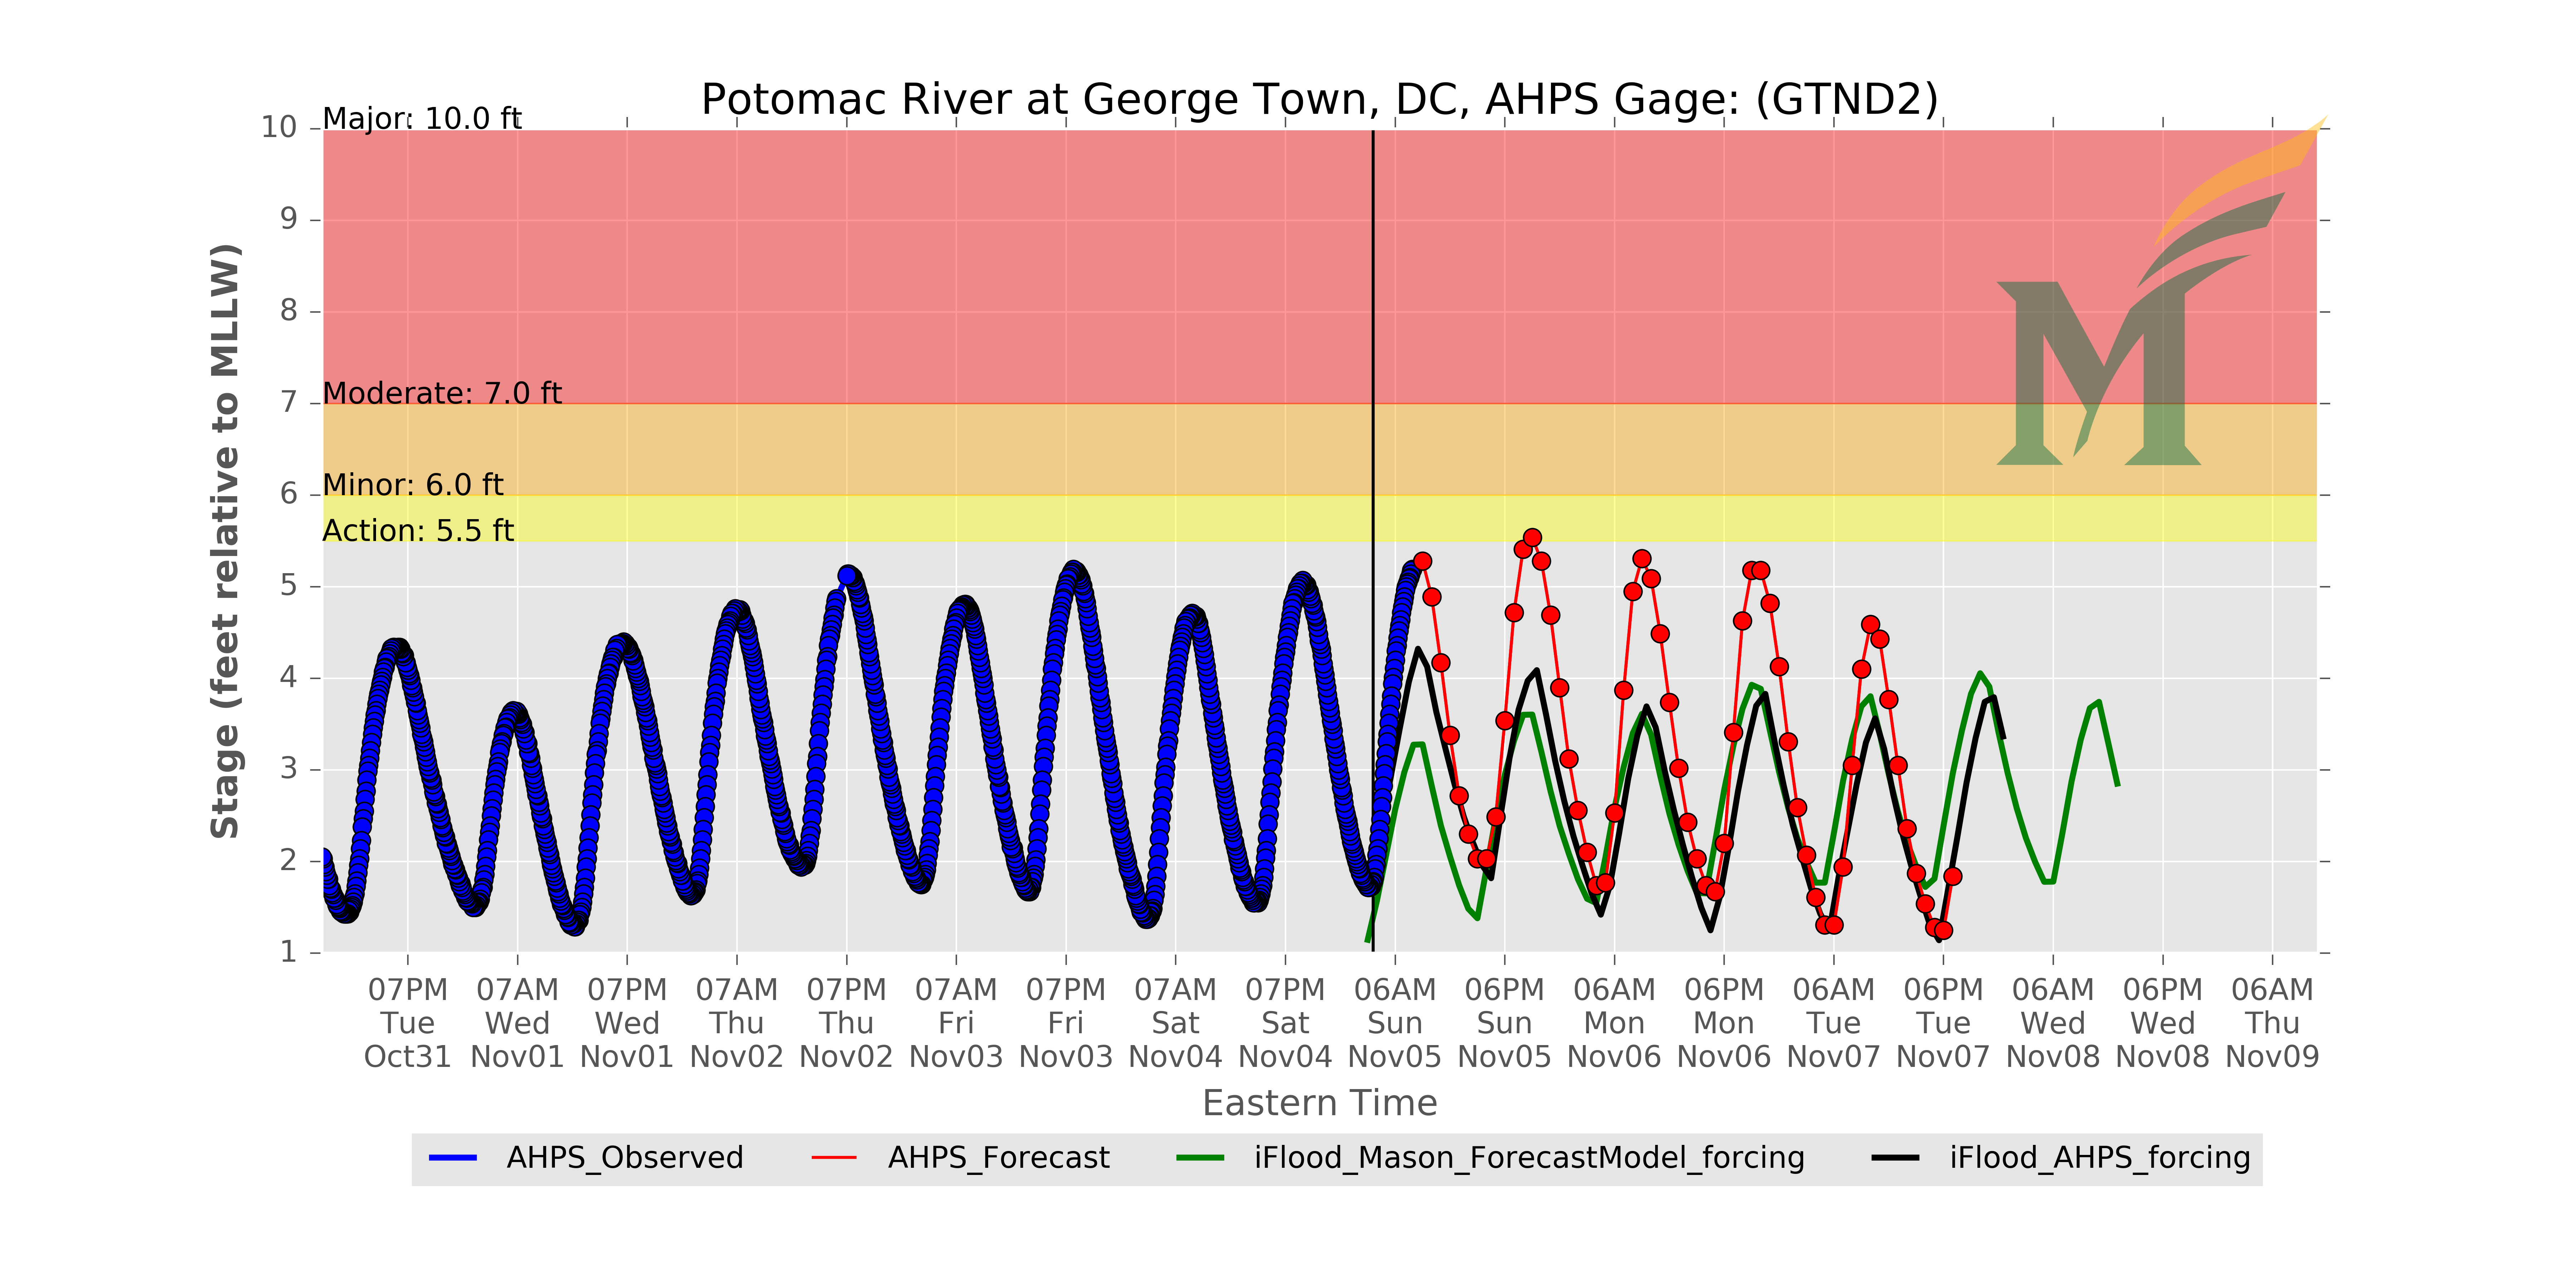 Potomac River at George Town, DC, AHPS Gage: (GTND2)
Major: 10.0 ft
Moderate: 7.0 ft
Minor: 6.0 ft
Action: 5.5 ft
Stage (feet relative to MLLW)
10
9
8
7
6
5
4
3
2
1
07PM Tue Oct31
07AM Wed Nov01
07PM Wed Nov01
07AM Thu Nov02
07PM Thu Nov02
07AM Fri Nov03
07PM Fri Nov03
07AM Sat Nov04
07PM Sat Nov04
06AM Sun Nov05
06PM Sun Nov05
06AM Mon Nov06
06PM Mon Nov06
06AM Tue Nov07
06PM Tue Nov07
06AM Wed Nov08
06PM Wed Nov08
06AM Thu Nov09
Eastern Time
AHPS_Observed
AHPS_Forecast
iFlood_Mason_ForecastModel_forcing
iFlood_AHPS_forcing
M